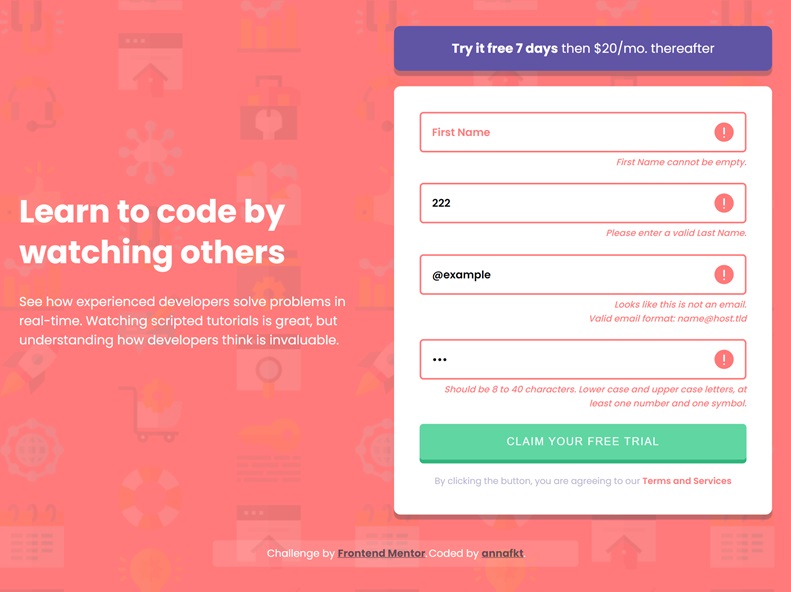 Try it free 7 days then $20/mo. thereafter
Learn to code by
watching others
See how experienced developers solve problems in
real-time. Watching scripted tutorials is great, but
understanding how developers think is invaluable.
First Name
First Name cannot be empty.
222
Please enter a valid Last Name.
@example
Looks like this is not an email.
Valid email format: name@host.tld
•••
Should be 8 to 40 characters. Lower case and upper case letters, at
least one number and one symbol.
CLAIM YOUR FREE TRIAL
By clicking the button, you are agreeing to our Terms and Services
Challenge by Frontend Mentor. Coded by annafkt.